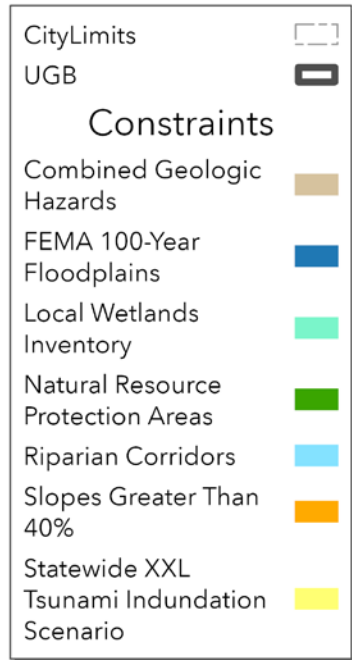 CityLimits
UGB
Constraints
Combined Geologic
Hazards
FEMA 100-Year
Floodplains
Local Wetlands
Inventory
Natural Resource
Protection Areas
Riparian Corridors
Slopes Greater Than
40%
Statewide XXL
Tsunami Indundation
Scenario